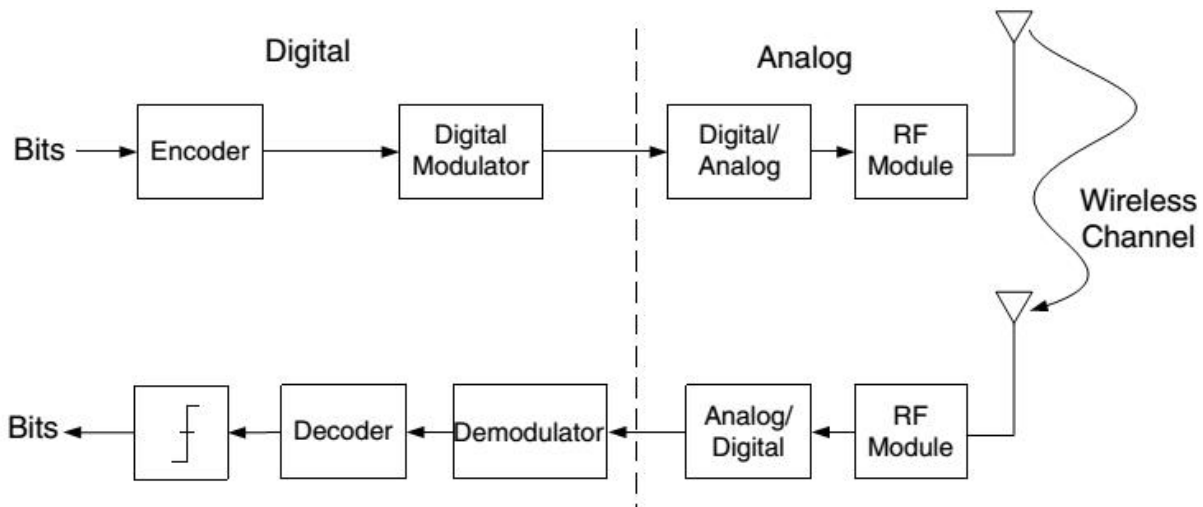 Digital
Analog
Bits
Encoder
Digital
Modulator
Digital/
Analog
RF
Module
Wireless
Channel
Bits
Decoder
Demodulator
Analog/
Digital
RF
Module